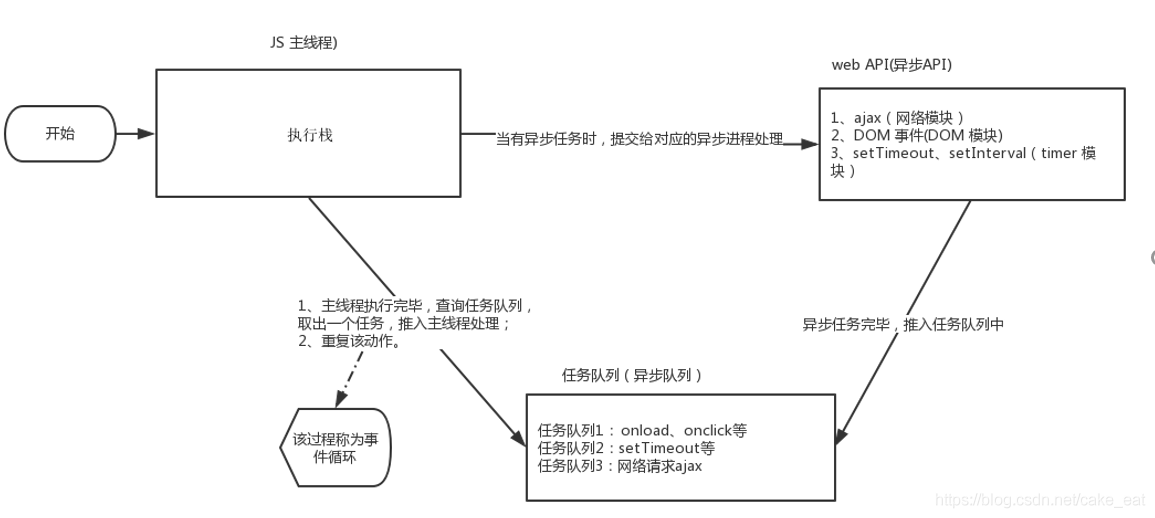 JS 主线程)
web API(异步API)
开始
执行栈
当有异步任务时，提交给对应的异步进程处理
1、ajax（网络模块）
2、DOM 事件(DOM 模块)
3、setTimeout、setInterval（timer 模
块）
1、主线程执行完毕，查询任务队列，
取出一个任务，推入主线程处理；
2、重复该动作。
异步任务完毕，推入任务队列中
任务队列（异步队列）
该过程称为事
件循环
任务队列1：onload、onclick等
任务队列2：setTimeout等
任务队列3：网络请求ajax
https://blog.csdn.net/cake_eat